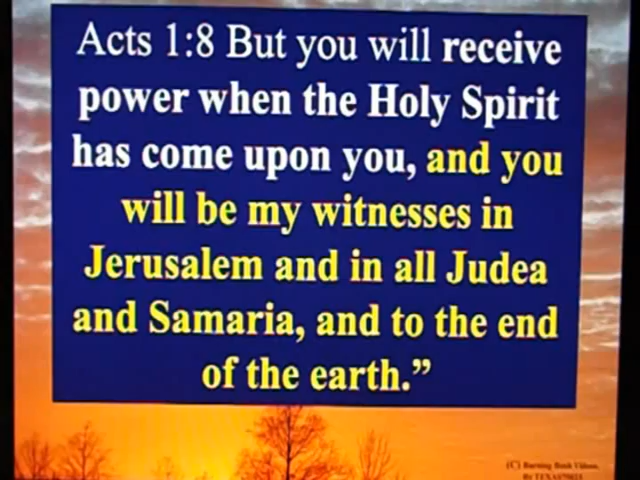 Acts 1:8 But you will receive
power when the Holy Spirit
has come upon you, and you
will be my witnesses in
Jerusalem and in all Judea
and Samaria, and to the end
of the earth.”
(C) Burning Bush Videos